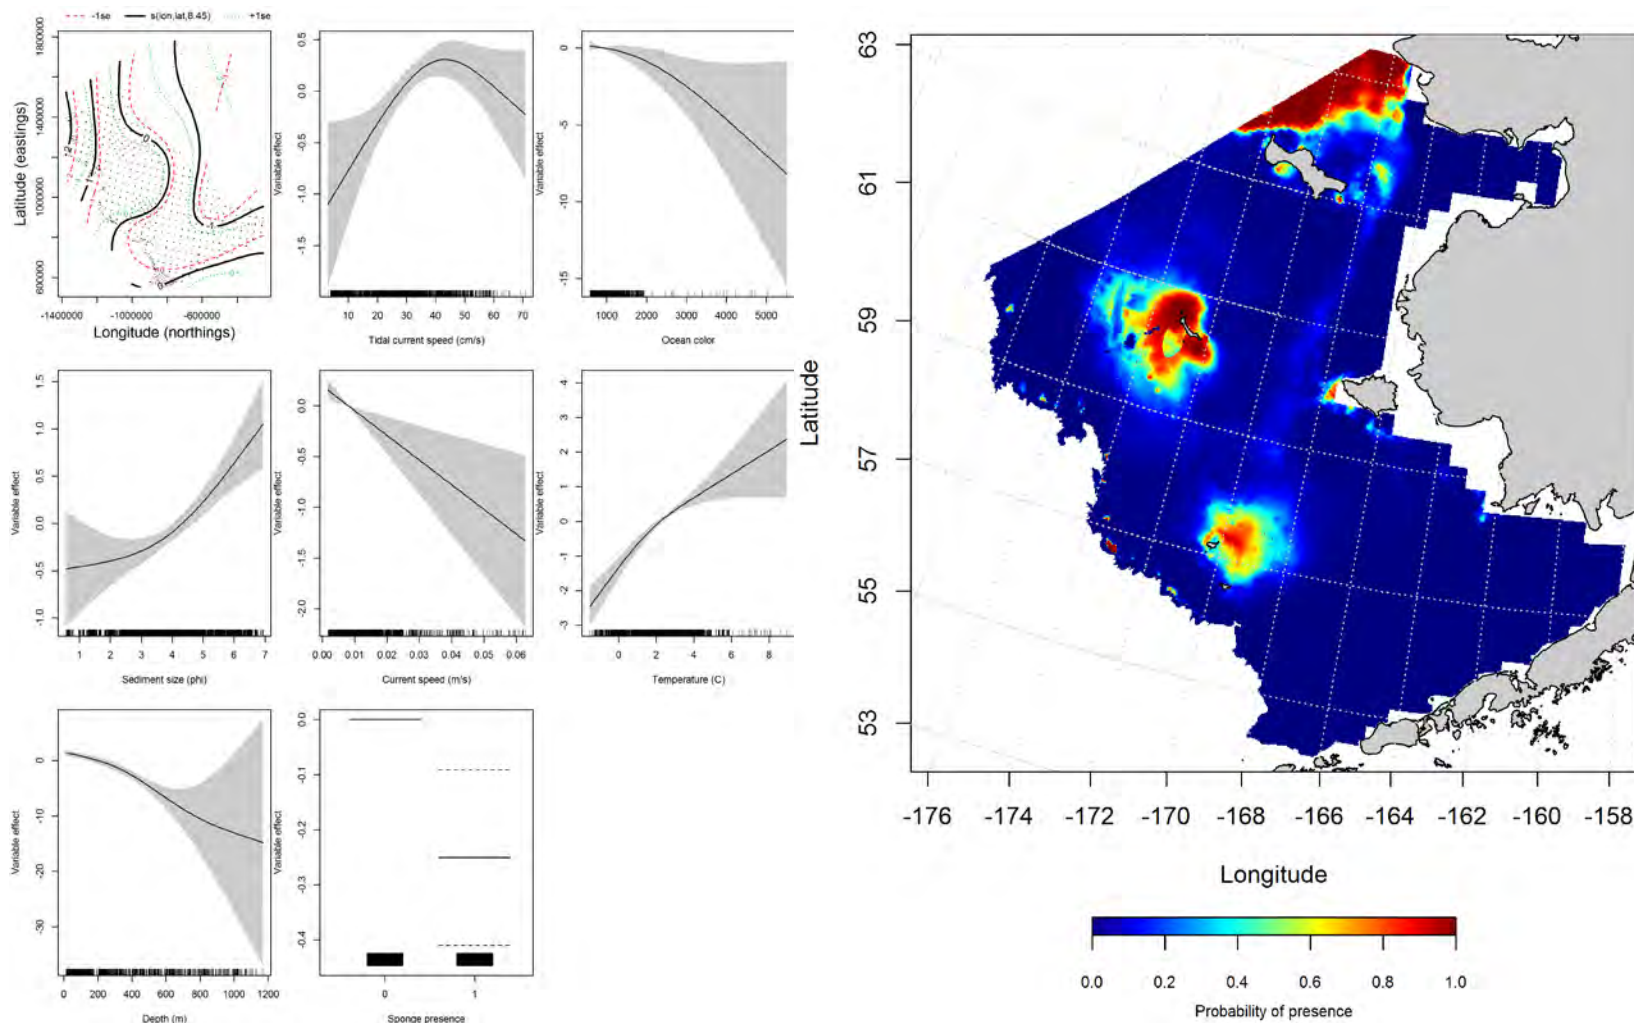 -1se s(lon,lat,8.45) +1se
Latitude (eastings)
600000 1000000 1400000 1800000
-1400000 -1000000 -600000
Longitude (northings)
Variable effect
0.5
0.0
-0.5
-1.0
-1.5
10 20 30 40 50 60 70
Tidal current speed (cm/s)
Variable effect
0
-5
-10
-15
1000 2000 3000 4000 5000
Ocean color
Variable effect
1.5
1.0
0.5
0.0
-0.5
-1.0
1 2 3 4 5 6 7
Sediment size (phi)
Variable effect
0.0
-0.5
-1.0
-1.5
-2.0
0.00 0.01 0.02 0.03 0.04 0.05 0.06
Current speed (m/s)
Variable effect
4
3
2
1
0
-1
-2
-3
0 2 4 6 8
Temperature (C)
Variable effect
0
-10
-20
-30
0 200 400 600 800 1000 1200
Depth (m)
Variable effect
0.0
-0.1
-0.2
-0.3
-0.4
0 1
Sponge presence
Latitude
63
61
59
57
55
53
-176 -174 -172 -170 -168 -166 -164 -162 -160 -158
Longitude
0.0 0.2 0.4 0.6 0.8 1.0
Probability of presence